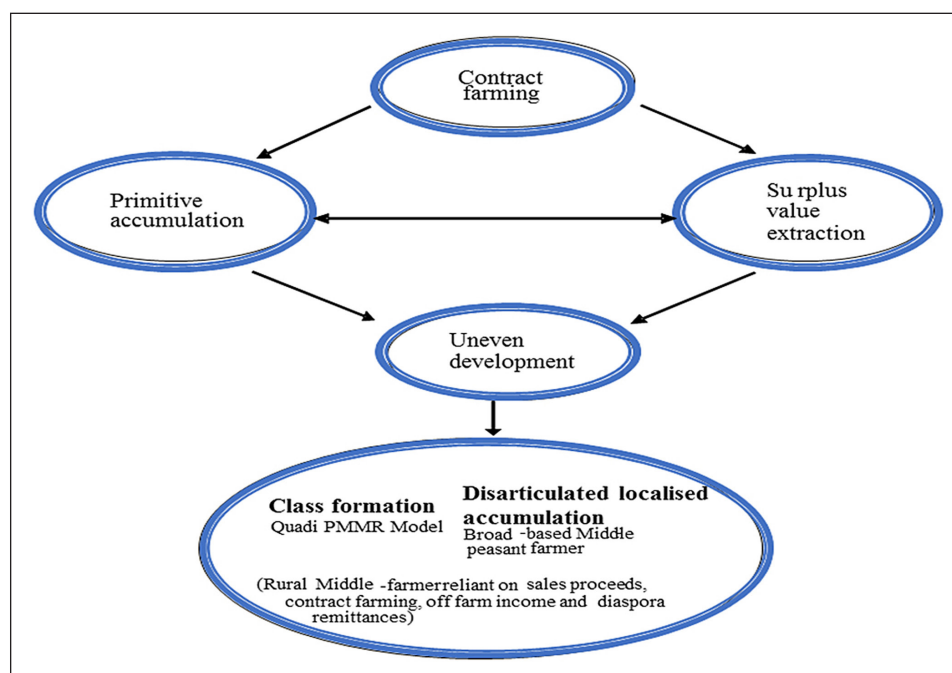 Contract
farming
Primitive
accumulation
Su rplus
value
extraction
Uneven
development
Class formation
Quadi PMMR Model
Disarticulated localised
accumulation
Broad -based Middle
peasant farmer
(Rural Middle -farmerreliant on sales proceeds,
contract farming, off farm income and diaspora
remittances)